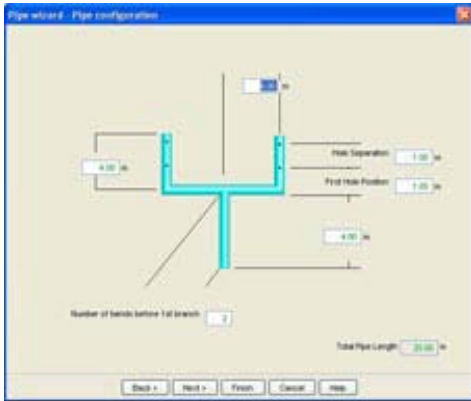 Pipe wizard - Pipe configuration
m
4.00 m
Hole Separation 1.00 m
First Hole Position 1.00 m
4.00 m
Number of bends before 1st branch 2
Total Pipe Length 20.00 m
Back < Next > Finish Cancel Help